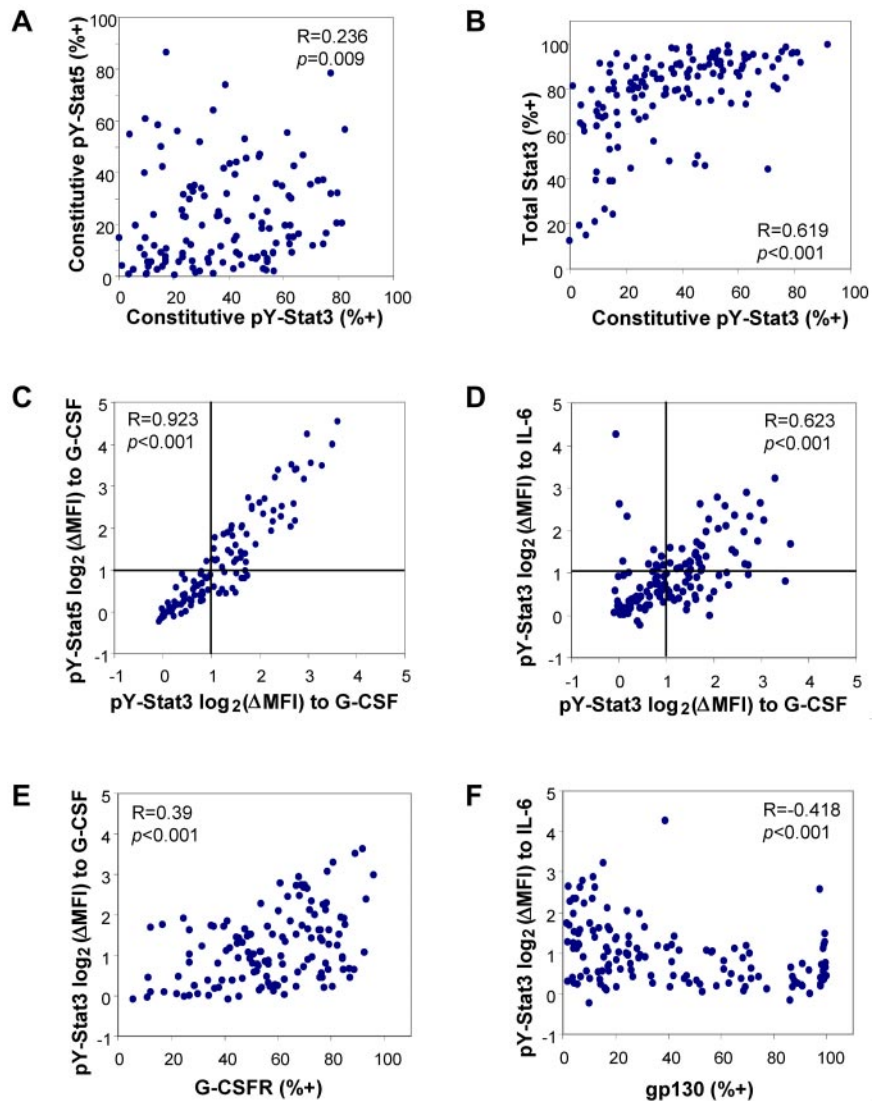 A
Constitutive pY-Stat5 (%+)
100
80
60
40
20
0
R=0.236
p=0.009
0 20 40 60 80 100
Constitutive pY-Stat3 (%+)
B
Total Stat3 (%+)
100
80
60
40
20
0
R=0.619
p<0.001
0 20 40 60 80 100
Constitutive pY-Stat3 (%+)
C
pY-Stat5 log2(ΔMFI) to G-CSF
5
4
3
2
1
0
-1
R=0.923
p<0.001
-1 0 1 2 3 4 5
pY-Stat3 log2(ΔMFI) to G-CSF
D
pY-Stat3 log2(ΔMFI) to IL-6
5
4
3
2
1
0
-1
R=0.623
p<0.001
-1 0 1 2 3 4 5
pY-Stat3 log2(ΔMFI) to G-CSF
E
pY-Stat3 log2(ΔMFI) to G-CSF
5
4
3
2
1
0
-1
R=0.39
p<0.001
0 20 40 60 80 100
G-CSFR (%+)
F
pY-Stat3 log2(ΔMFI) to IL-6
5
4
3
2
1
0
-1
R=-0.418
p<0.001
0 20 40 60 80 100
gp130 (%+)